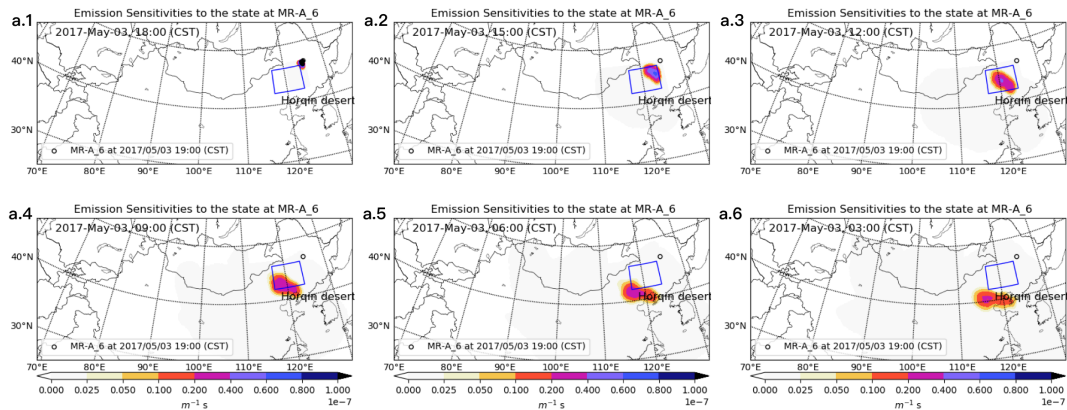 a.1 Emission Sensitivities to the state at MR-A_6
2017-May-03, 18:00 (CST)
40°N
30°N
Horqin desert
MR-A_6 at 2017/05/03 19:00 (CST)
70°E 80°E 90°E 100°E 110°E 120°E
a.2 Emission Sensitivities to the state at MR-A_6
2017-May-03, 15:00 (CST)
40°N
30°N
Horqin desert
MR-A_6 at 2017/05/03 19:00 (CST)
70°E 80°E 90°E 100°E 110°E 120°E
a.3 Emission Sensitivities to the state at MR-A_6
2017-May-03, 12:00 (CST)
40°N
30°N
Horqin desert
MR-A_6 at 2017/05/03 19:00 (CST)
70°E 80°E 90°E 100°E 110°E 120°E
a.4 Emission Sensitivities to the state at MR-A_6
2017-May-03, 09:00 (CST)
40°N
30°N
Horqin desert
MR-A_6 at 2017/05/03 19:00 (CST)
70°E 80°E 90°E 100°E 110°E 120°E
0.000 0.025 0.050 0.100 0.200 0.400 0.600 0.800 1.000
m⁻¹ s 1e−7
a.5 Emission Sensitivities to the state at MR-A_6
2017-May-03, 06:00 (CST)
40°N
30°N
Horqin desert
MR-A_6 at 2017/05/03 19:00 (CST)
70°E 80°E 90°E 100°E 110°E 120°E
0.000 0.025 0.050 0.100 0.200 0.400 0.600 0.800 1.000
m⁻¹ s 1e−7
a.6 Emission Sensitivities to the state at MR-A_6
2017-May-03, 03:00 (CST)
40°N
30°N
Horqin desert
MR-A_6 at 2017/05/03 19:00 (CST)
70°E 80°E 90°E 100°E 110°E 120°E
0.000 0.025 0.050 0.100 0.200 0.400 0.600 0.800 1.000
m⁻¹ s 1e−7